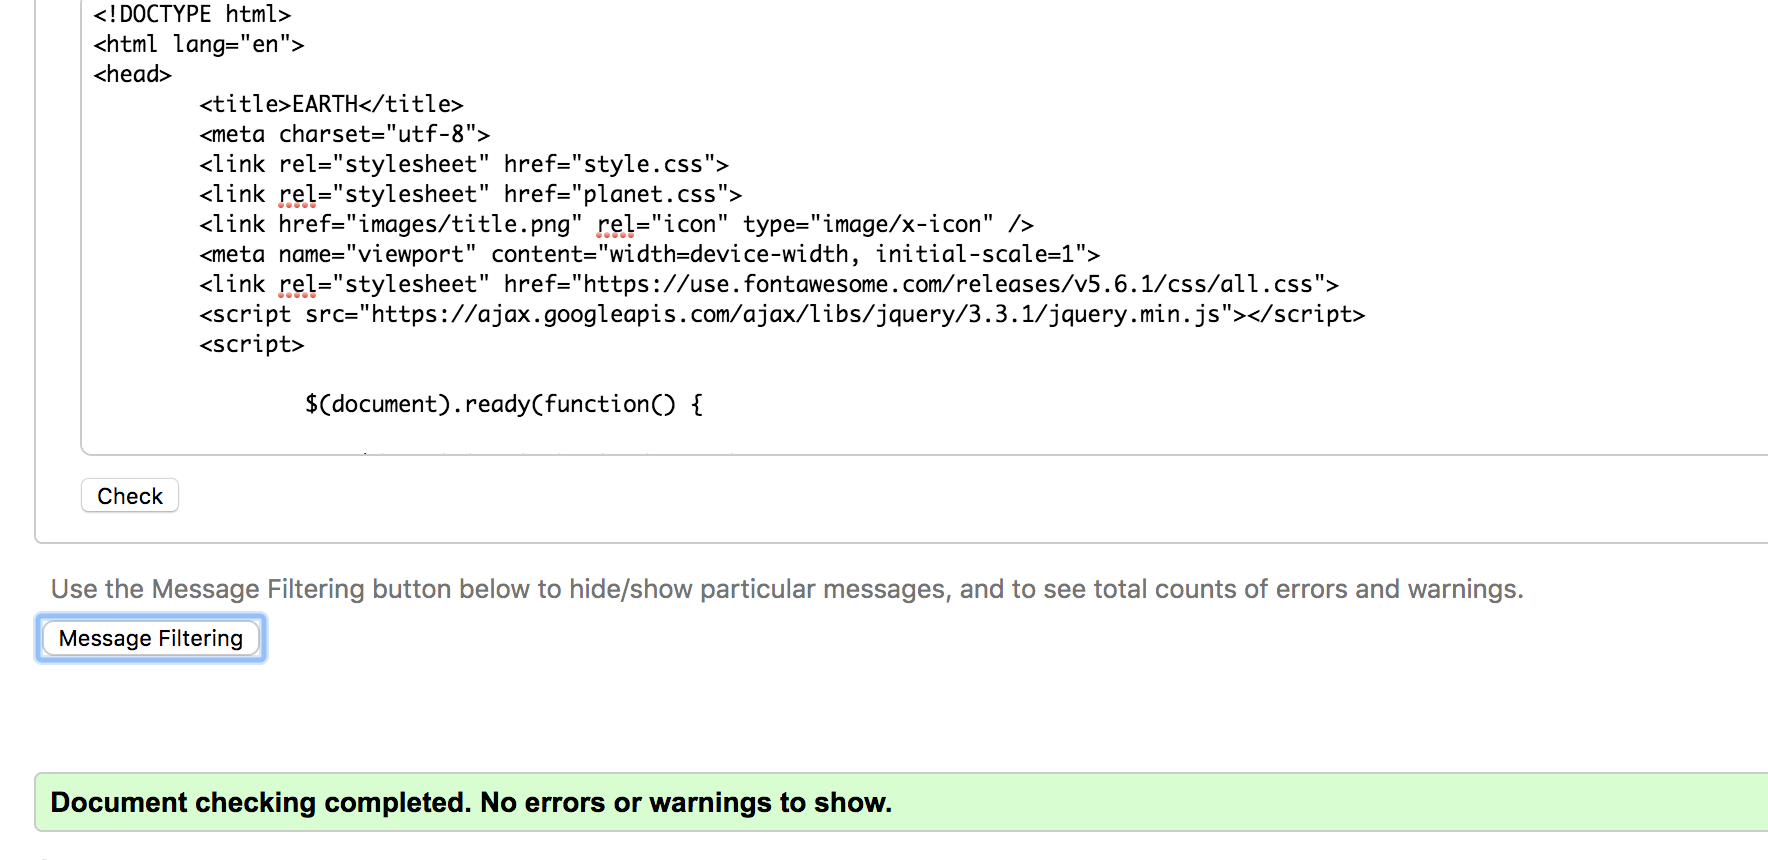 <!DOCTYPE html>
<html lang="en">
<head>
<title>EARTH</title>
<meta charset="utf-8">
<link rel="stylesheet" href="style.css">
<link rel="stylesheet" href="planet.css">
<link href="images/title.png" rel="icon" type="image/x-icon" />
<meta name="viewport" content="width=device-width, initial-scale=1">
<link rel="stylesheet" href="https://use.fontawesome.com/releases/v5.6.1/css/all.css">
<script src="https://ajax.googleapis.com/ajax/libs/jquery/3.3.1/jquery.min.js"></script>
<script>
$(document).ready(function() {
Check
Use the Message Filtering button below to hide/show particular messages, and to see total counts of errors and warnings.
Message Filtering
Document checking completed. No errors or warnings to show.